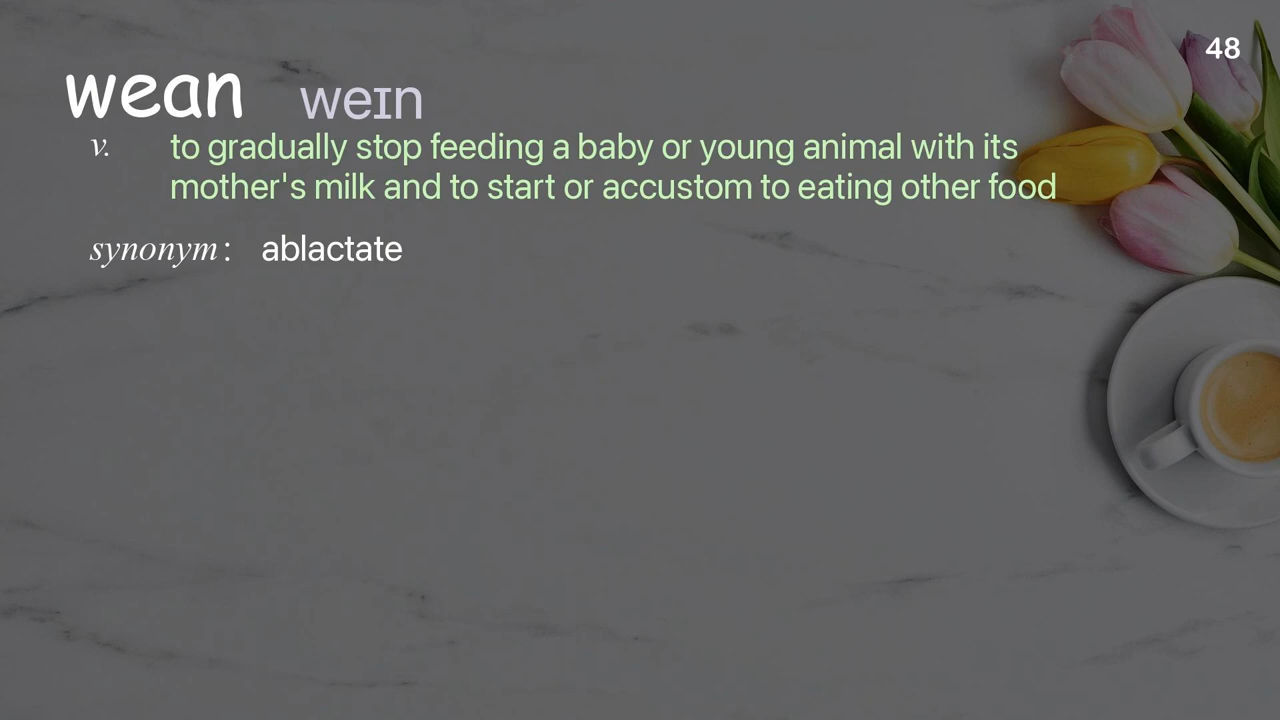 48
wean weɪn
v. to gradually stop feeding a baby or young animal with its
mother's milk and to start or accustom to eating other food
synonym : ablactate